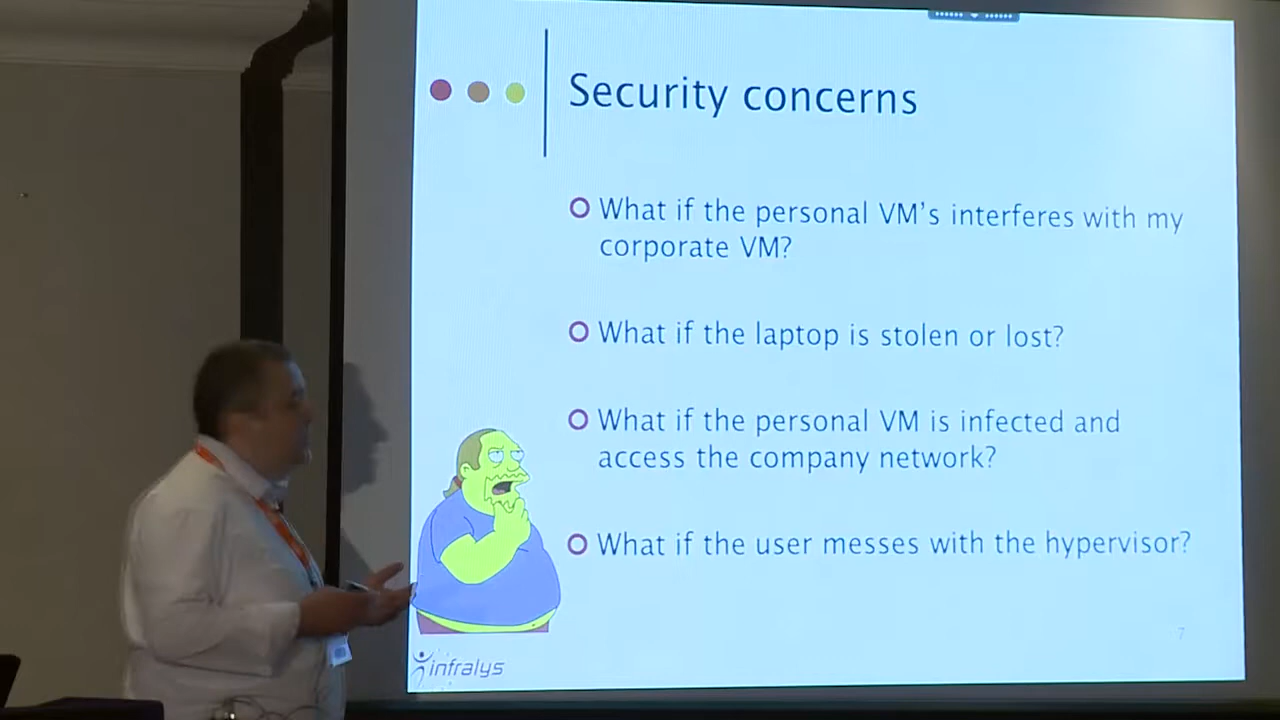 Security concerns
What if the personal VM's interferes with my
corporate VM?
What if the laptop is stolen or lost?
What if the personal VM is infected and
access the company network?
What if the user messes with the hypervisor?
7
infralys